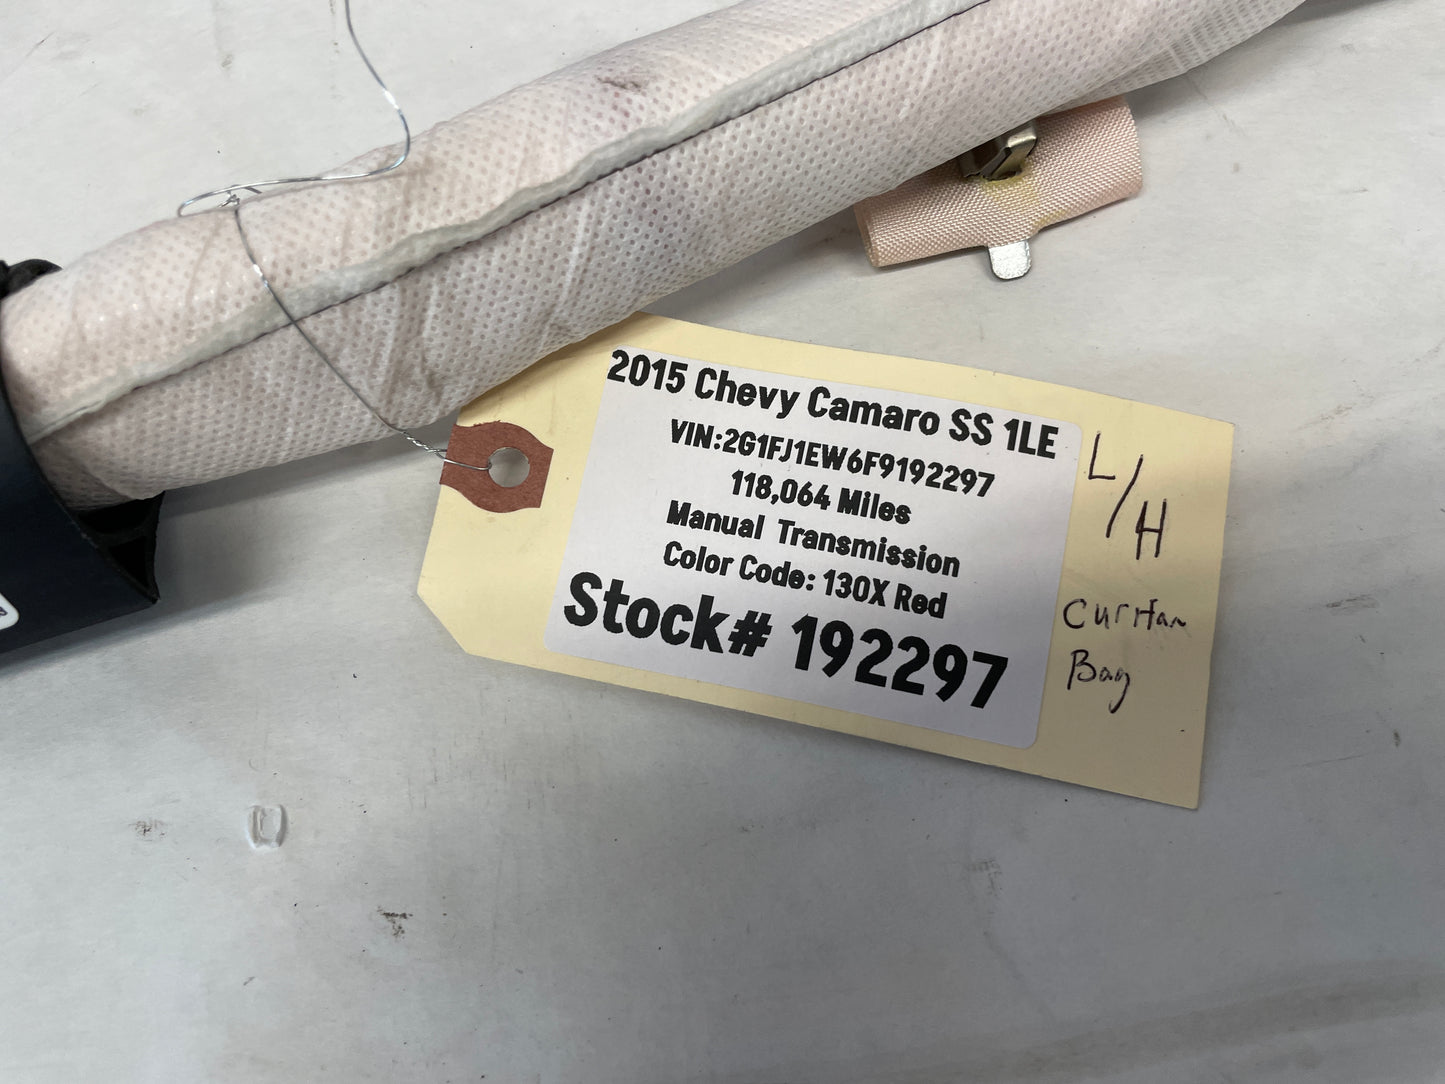 2015 Chevy Camaro SS 1LE
VIN:2G1FJ1EW6F9192297
118,064 Miles
Manual Transmission
Color Code: 130X Red
Stock# 192297
L/H
Curtan
Bag